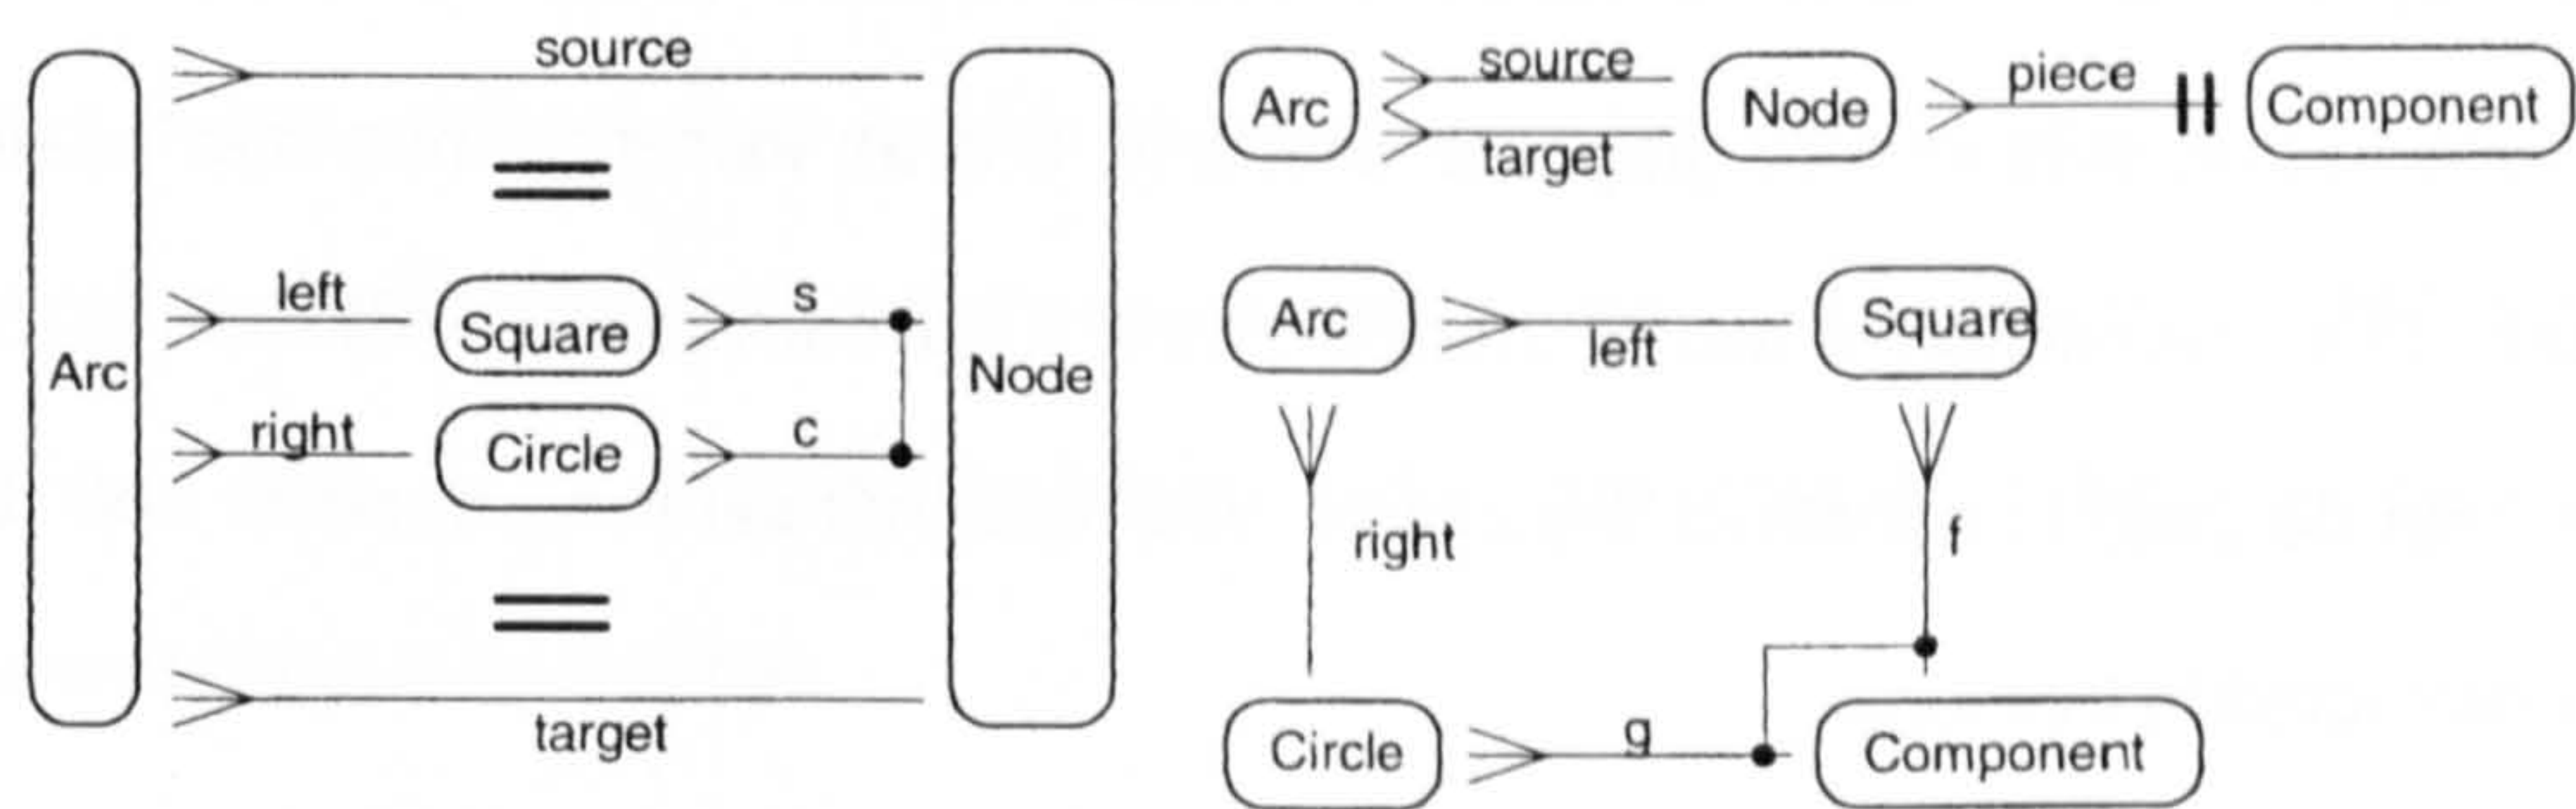 source
left
s
Square
Arc
Node
right
Circle
c
target
Arc
source
target
Node
piece
Component
Arc
left
Square
right
f
Circle
g
Component